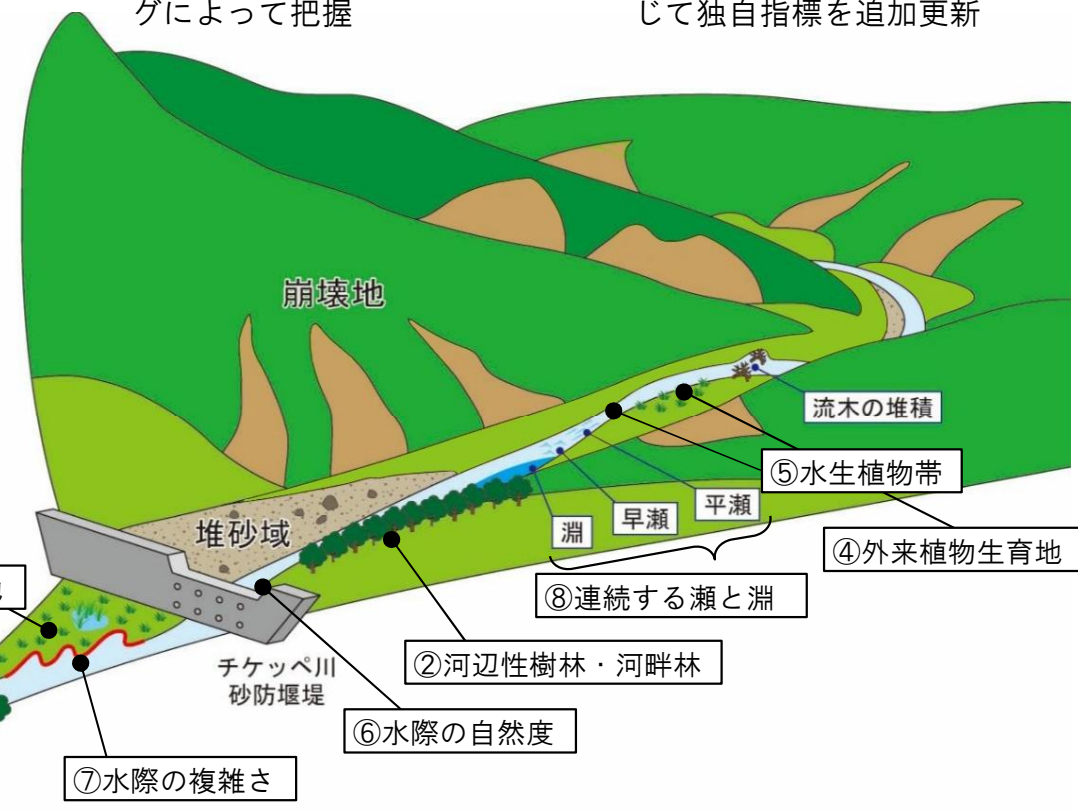 グによって把握
じて独自指標を追加更新
崩壊地
流木の堆積
⑤水生植物帯
平瀬
早瀬
淵
堆砂域
④外来植物生育地
⑧連続する瀬と淵
②河辺性樹林・河畔林
チケッペ川
砂防堰堤
⑥水際の自然度
⑦水際の複雑さ